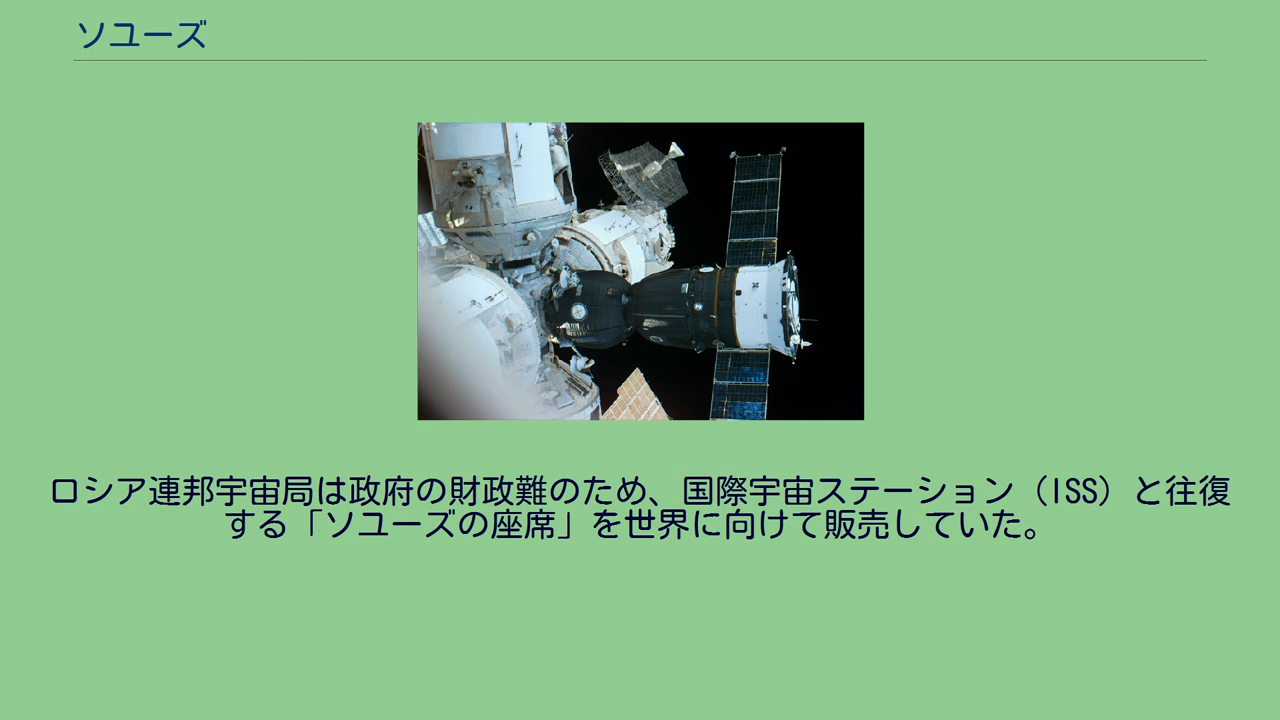 ソユーズ
ロシア連邦宇宙局は政府の財政難のため、国際宇宙ステーション（ISS）と往復
する「ソユーズの座席」を世界に向けて販売していた。